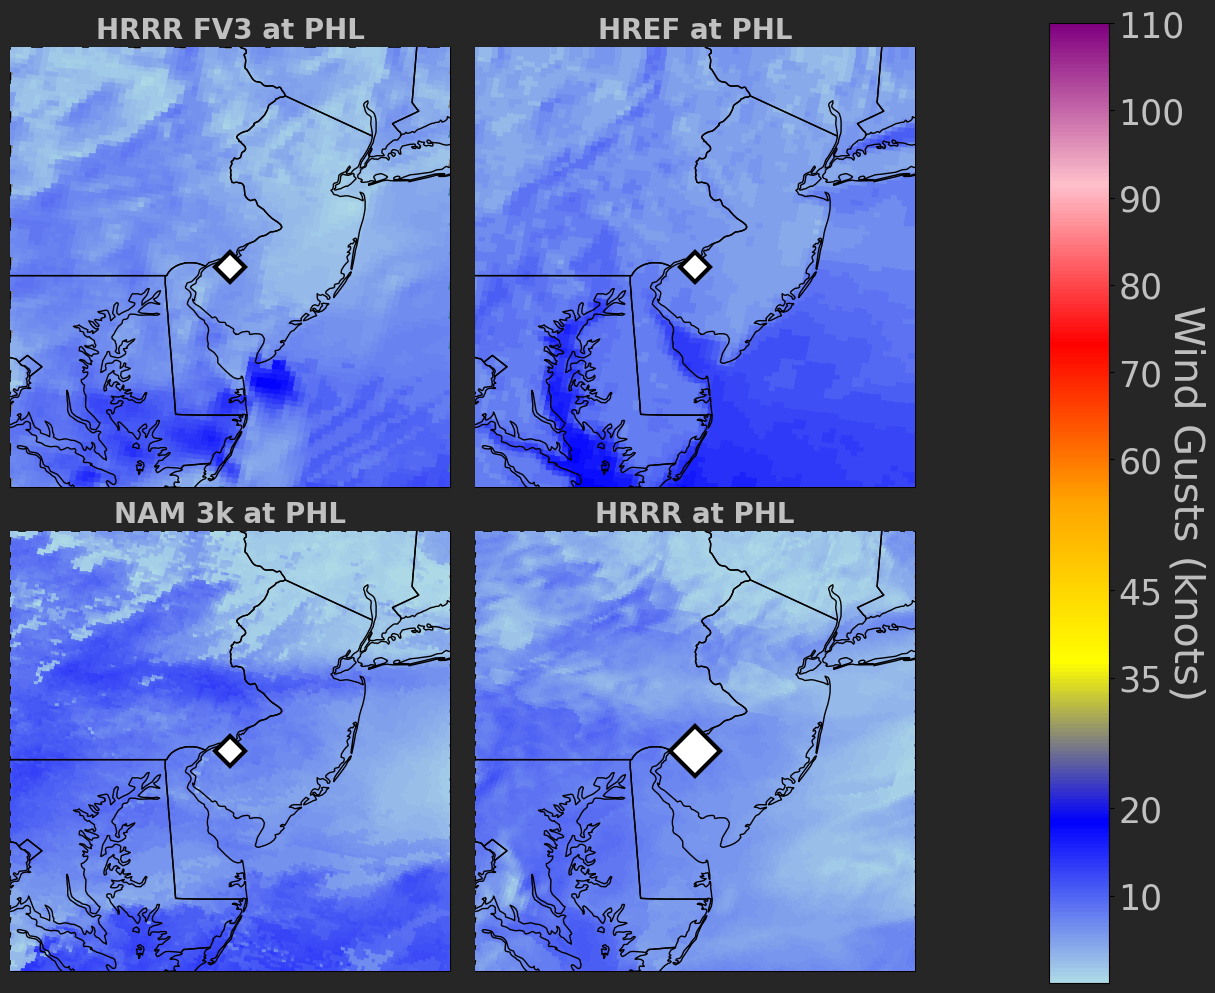 HRRR FV3 at PHL
HREF at PHL
NAM 3k at PHL
HRRR at PHL
110
100
90
80
70
60
45
35
20
10
Wind Gusts (knots)